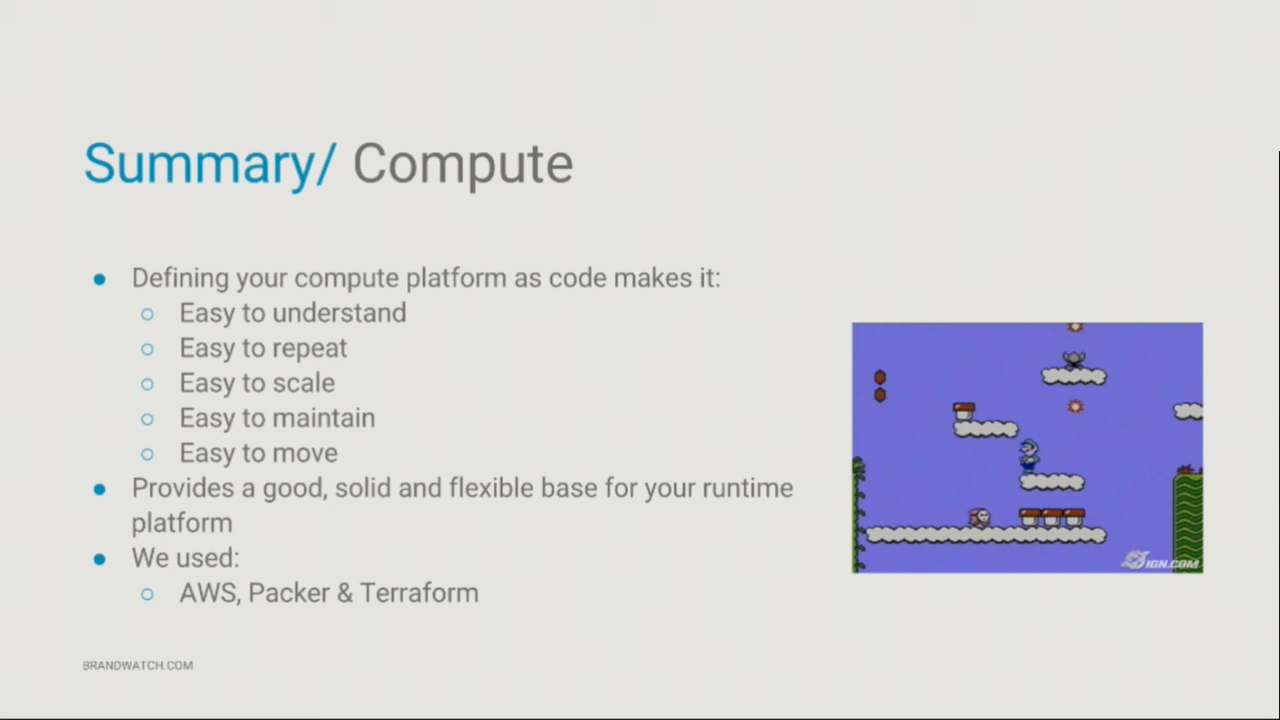 Summary/ Compute
● Defining your compute platform as code makes it:
○ Easy to understand
○ Easy to repeat
○ Easy to scale
○ Easy to maintain
○ Easy to move
● Provides a good, solid and flexible base for your runtime
platform
● We used:
○ AWS, Packer & Terraform
IGN.COM
BRANDWATCH.COM